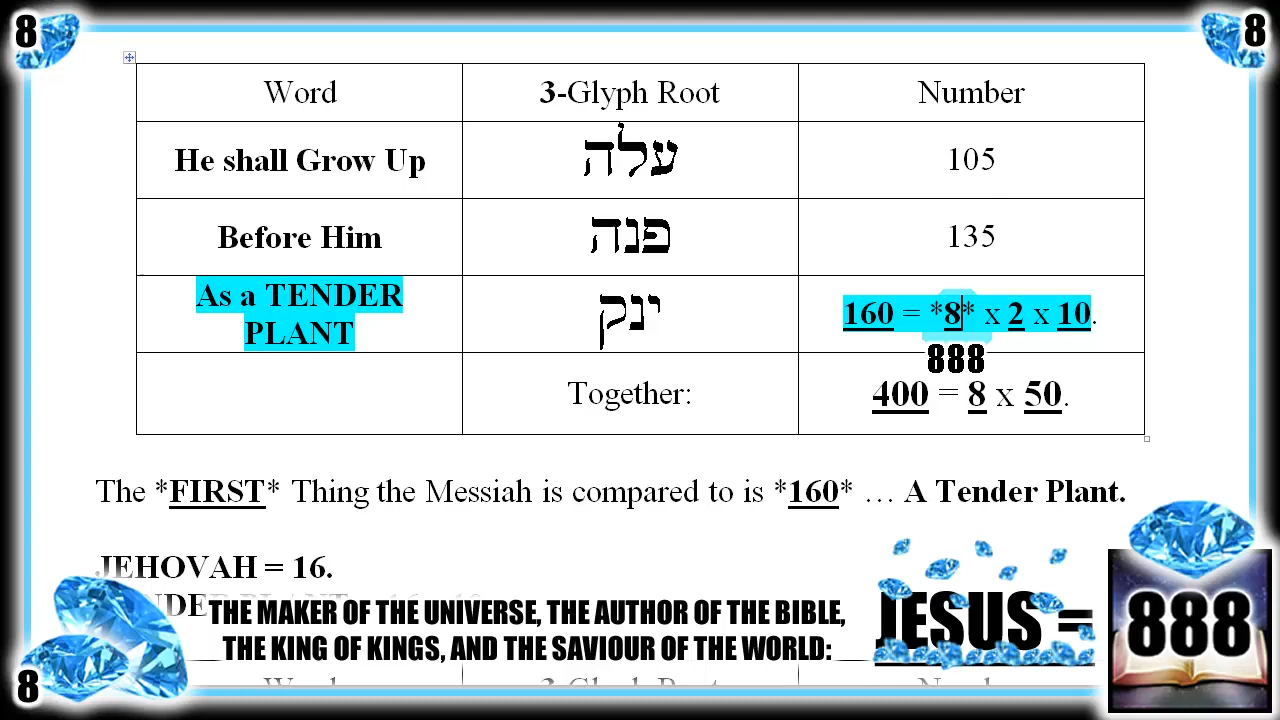 8
8
Word 3-Glyph Root Number
He shall Grow Up עלה 105
Before Him פנה 135
As a TENDER
PLANT ינק 160 = *8* x 2 x 10.
888
Together: 400 = 8 x 50.
The *FIRST* Thing the Messiah is compared to is *160* … A Tender Plant.
JEHOVAH = 16.
THE MAKER OF THE UNIVERSE, THE AUTHOR OF THE BIBLE,
THE KING OF KINGS, AND THE SAVIOUR OF THE WORLD:
JESUS =
888
8